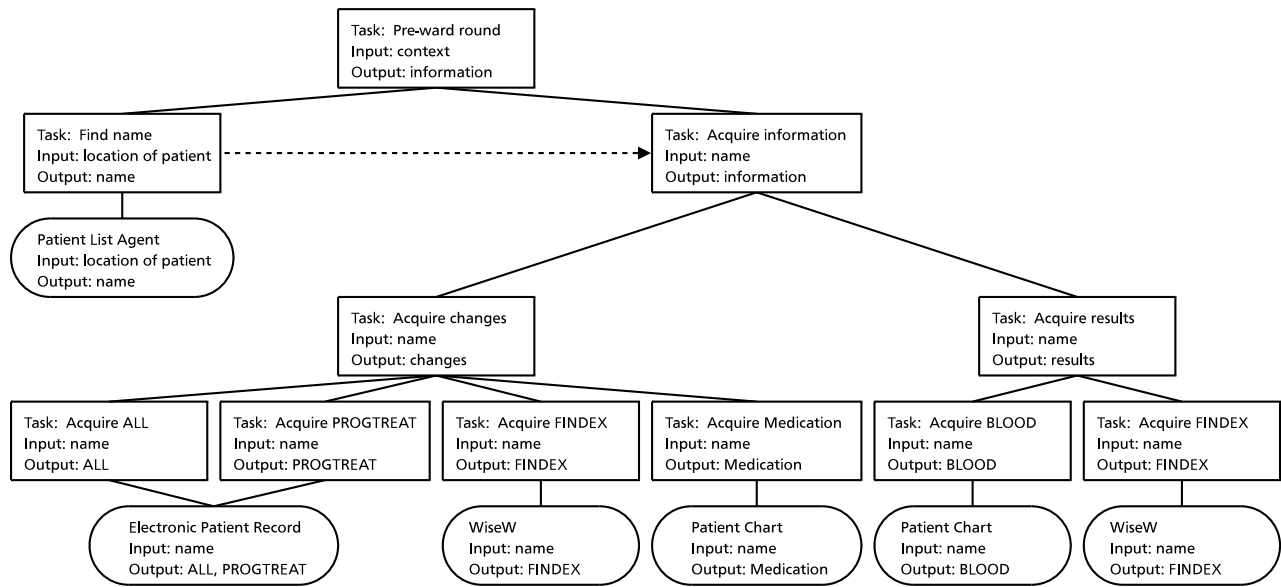 Task: Pre-ward round
Input: context
Output: information
Task: Find name
Input: location of patient
Output: name
Task: Acquire information
Input: name
Output: information
Patient List Agent
Input: location of patient
Output: name
Task: Acquire changes
Input: name
Output: changes
Task: Acquire results
Input: name
Output: results
Task: Acquire ALL
Input: name
Output: ALL
Task: Acquire PROGTREAT
Input: name
Output: PROGTREAT
Task: Acquire FINDEX
Input: name
Output: FINDEX
Task: Acquire Medication
Input: name
Output: Medication
Task: Acquire BLOOD
Input: name
Output: BLOOD
Task: Acquire FINDEX
Input: name
Output: FINDEX
Electronic Patient Record
Input: name
Output: ALL, PROGTREAT
WiseW
Input: name
Output: FINDEX
Patient Chart
Input: name
Output: Medication
Patient Chart
Input: name
Output: BLOOD
WiseW
Input: name
Output: FINDEX